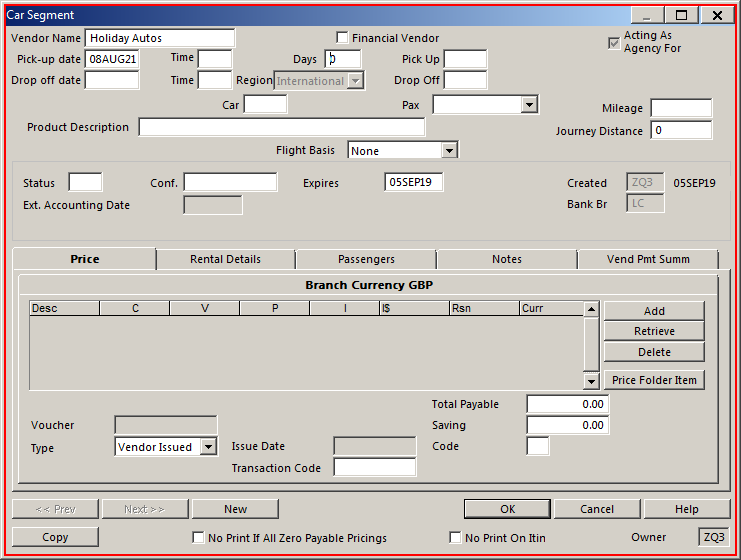 Car Segment
Vendor Name Holiday Autos Financial Vendor Acting As Agency For
Pick-up date 08AUG21 Time Days 0 Pick Up
Drop off date Time Region International Drop Off
Car Pax Mileage
Product Description Journey Distance 0
Flight Basis None
Status Conf. Expires 05SEP19 Created ZQ3 05SEP19
Ext. Accounting Date Bank Br LC
Price Rental Details Passengers Notes Vend Pmt Summ
Branch Currency GBP
Desc C V P I I$ Rsn Curr
Add
Retrieve
Delete
Price Folder Item
Total Payable 0.00
Voucher Saving 0.00
Type Vendor Issued Issue Date Code
Transaction Code
<< Prev Next >> New OK Cancel Help
Copy No Print If All Zero Payable Pricings No Print On Itin Owner ZQ3